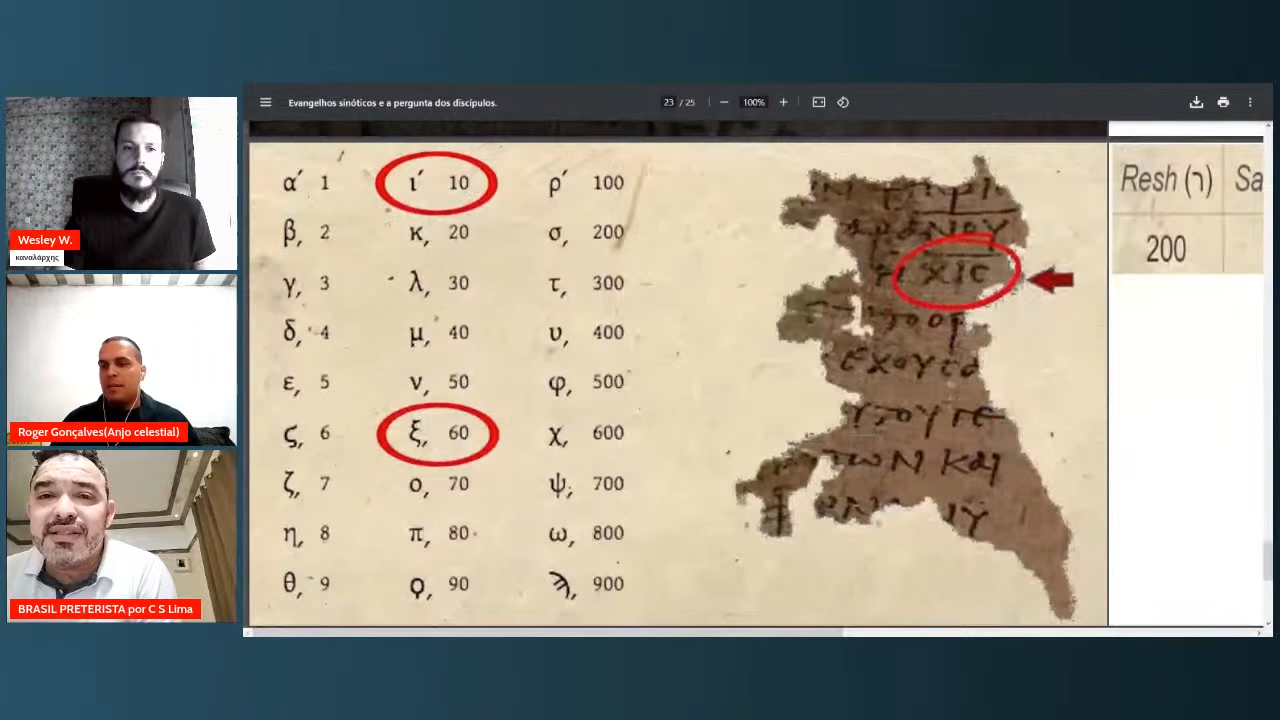 Evangelhos sinóticos e a pergunta dos discípulos.
23 / 25
100%
α´ 1
ι´ 10
ρ´ 100
β, 2
κ, 20
σ, 200
γ, 3
λ, 30
τ, 300
δ, 4
μ, 40
υ, 400
ε, 5
ν, 50
φ, 500
ς, 6
ξ, 60
χ, 600
ζ, 7
ο, 70
ψ, 700
η, 8
π, 80
ω, 800
θ, 9
ϙ, 90
ϡ, 900
χιϲ
Resh (ר)
Sa
200
Wesley W.
καναλάρχης
Roger Gonçalves(Anjo celestial)
BRASIL PRETERISTA por C S Lima